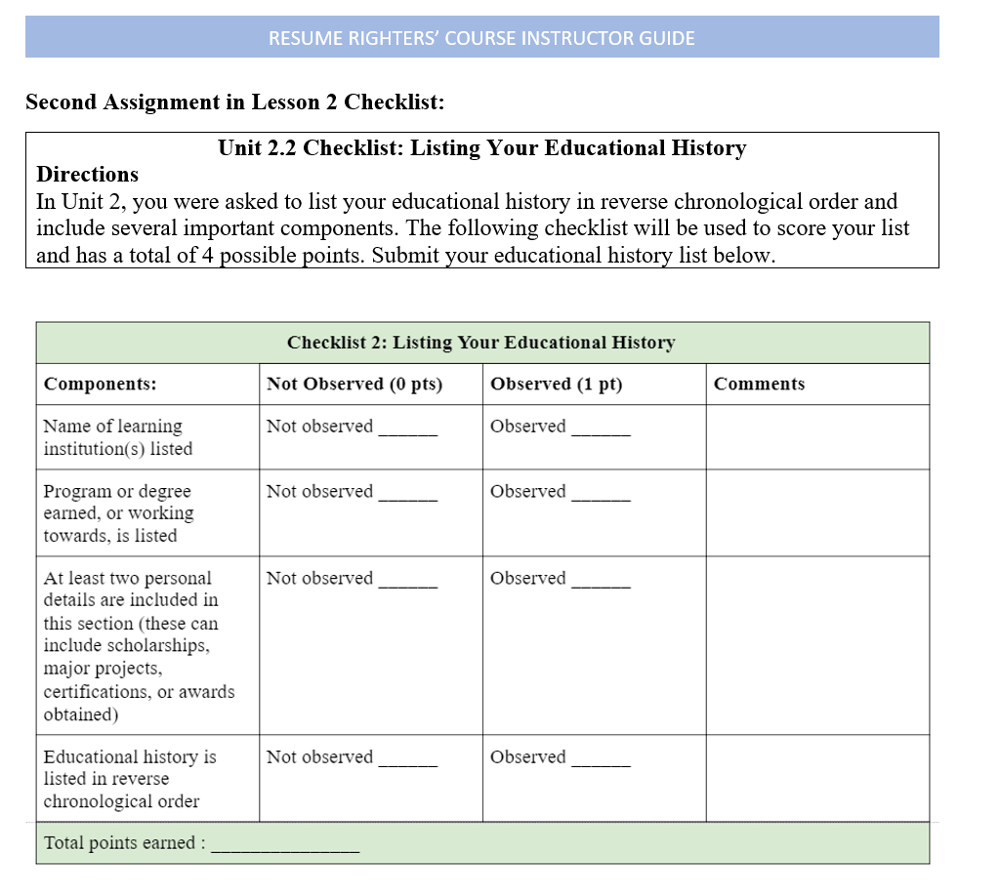 RESUME RIGHTERS’ COURSE INSTRUCTOR GUIDE
Second Assignment in Lesson 2 Checklist:
Unit 2.2 Checklist: Listing Your Educational History
Directions
In Unit 2, you were asked to list your educational history in reverse chronological order and
include several important components. The following checklist will be used to score your list
and has a total of 4 possible points. Submit your educational history list below.
Checklist 2: Listing Your Educational History
Components: Not Observed (0 pts) Observed (1 pt) Comments
Name of learning Not observed ______ Observed ______
institution(s) listed
Program or degree Not observed ______ Observed ______
earned, or working
towards, is listed
At least two personal Not observed ______ Observed ______
details are included in
this section (these can
include scholarships,
major projects,
certifications, or awards
obtained)
Educational history is Not observed ______ Observed ______
listed in reverse
chronological order
Total points earned : _______________